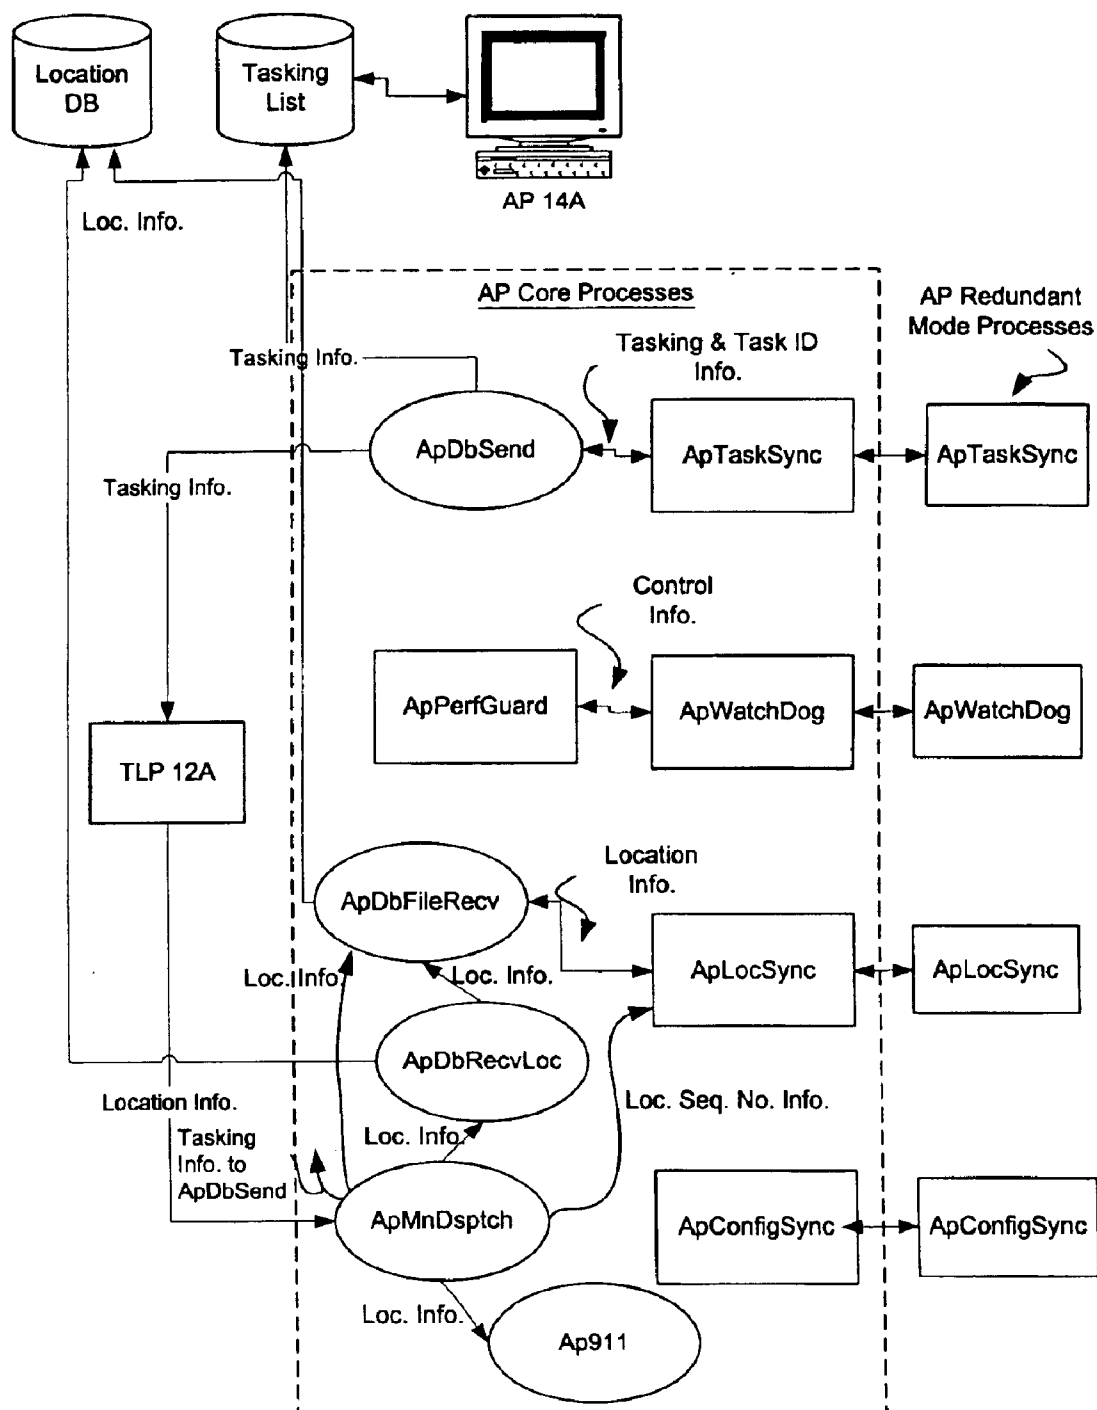 Location
DB
Tasking
List
AP 14A
Loc. Info.
AP Core Processes
AP Redundant
Mode Processes
Tasking & Task ID
Info.
Tasking Info.
ApDbSend
ApTaskSync
ApTaskSync
Tasking Info.
Control
Info.
ApPerfGuard
ApWatchDog
ApWatchDog
TLP 12A
Location
Info.
ApDbFileRecv
Loc. Info.
Loc. Info.
ApLocSync
ApLocSync
ApDbRecvLoc
Location Info.
Loc. Seq. No. Info.
Tasking
Info. to
ApDbSend
Loc. Info.
ApMnDsptch
ApConfigSync
ApConfigSync
Loc. Info.
Ap911